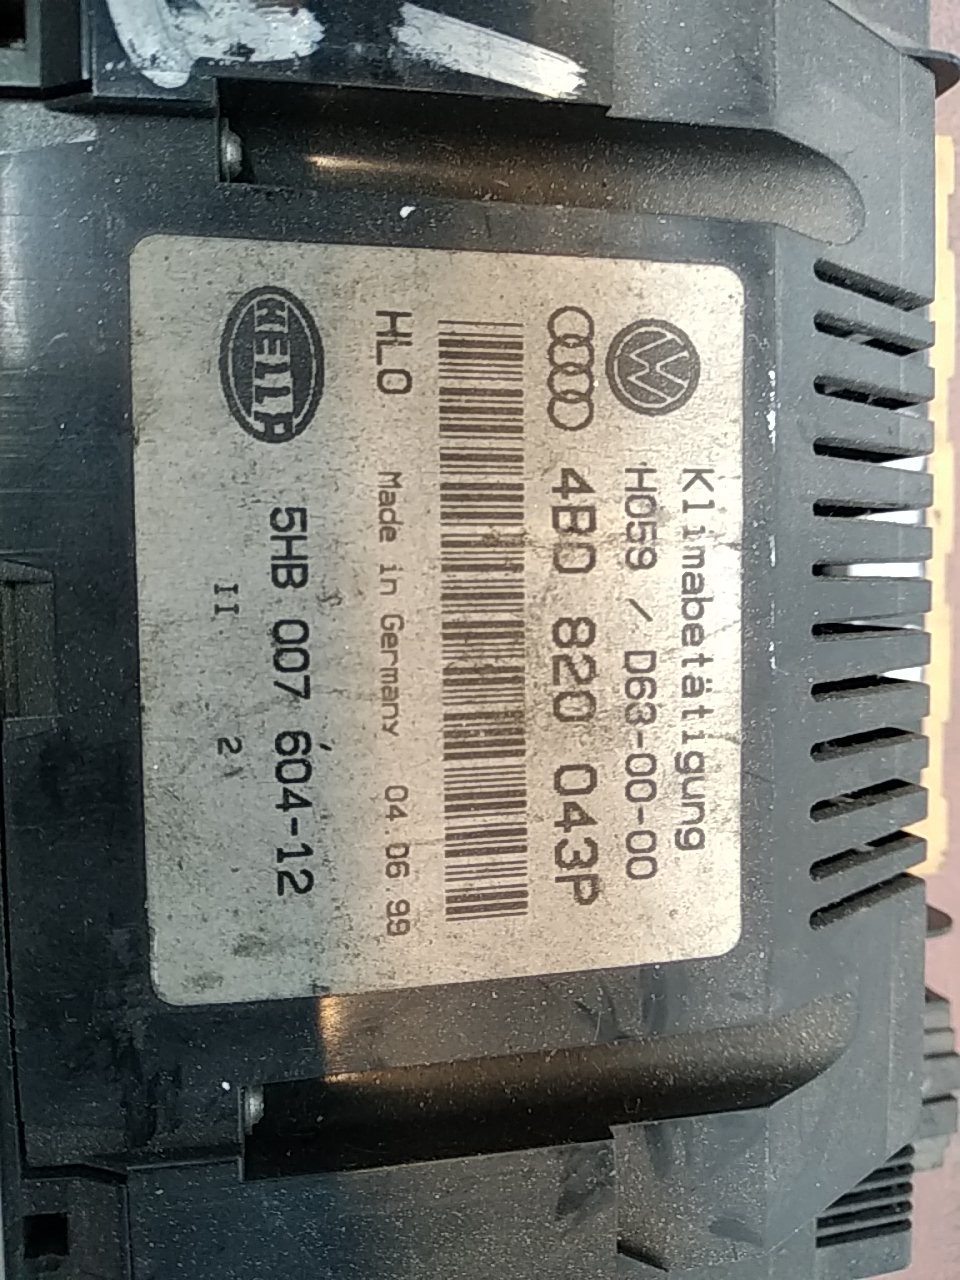 Klimabetätigung
H059 / D63-00-00
4B0 820 043P
HLO Made in Germany 04.06.99
HELLA 5HB 007 604-12
II 2